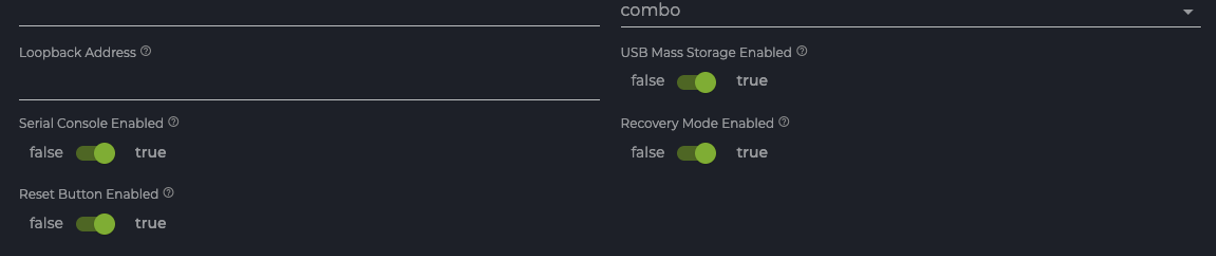 combo
Loopback Address
USB Mass Storage Enabled
false true
Serial Console Enabled
false true
Recovery Mode Enabled
false true
Reset Button Enabled
false true